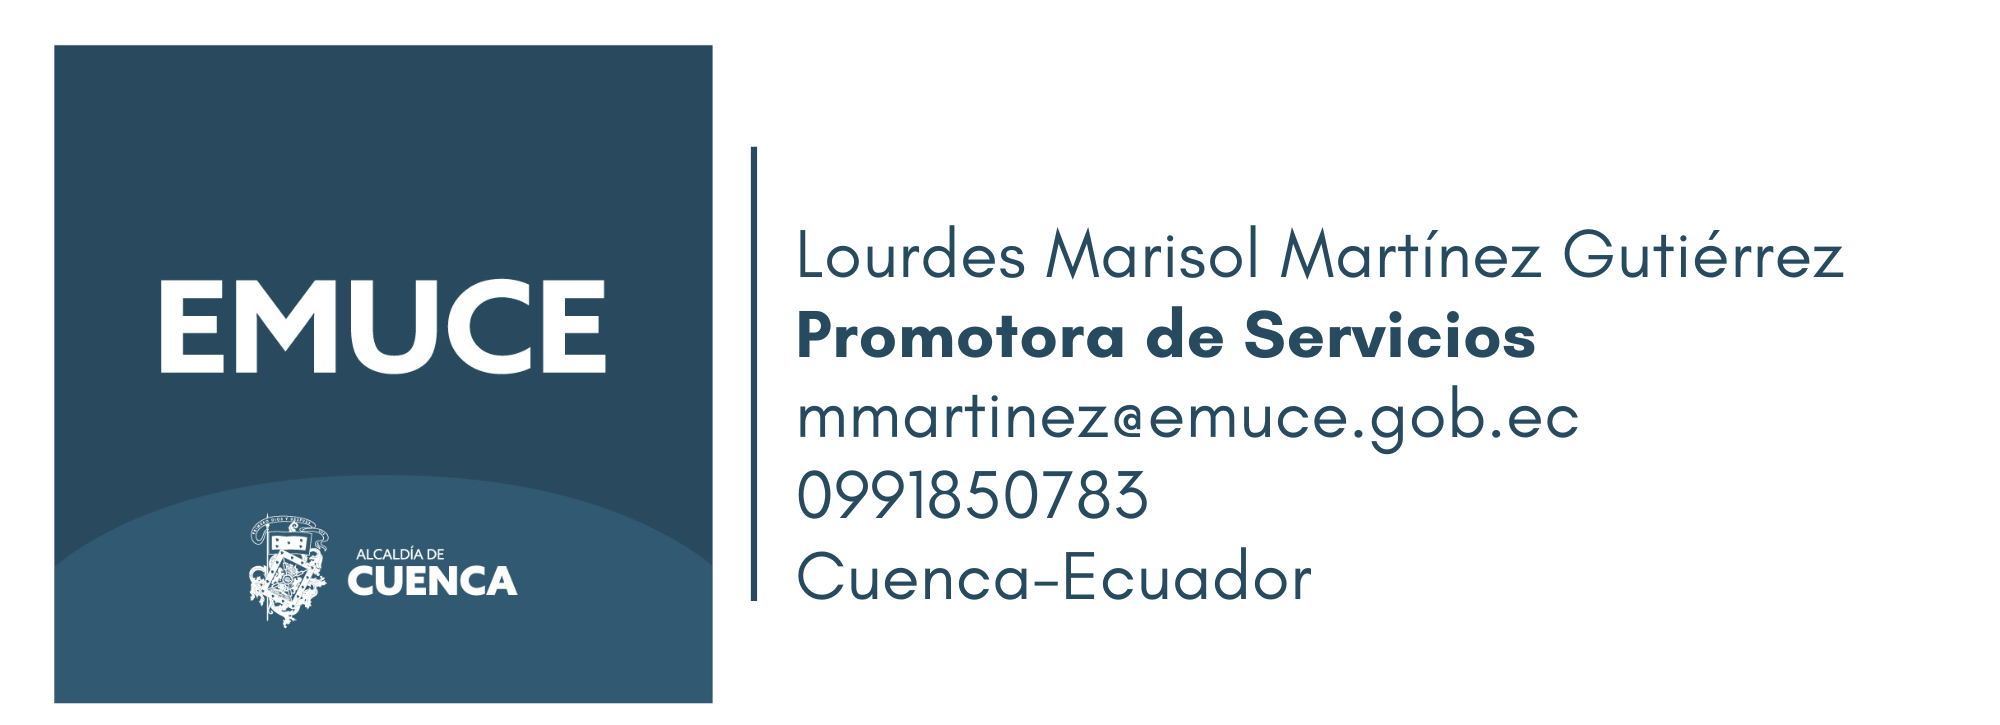 EMUCE
ALCALDÍA DE
CUENCA
Lourdes Marisol Martínez Gutiérrez
Promotora de Servicios
mmartinez@emuce.gob.ec
0991850783
Cuenca-Ecuador